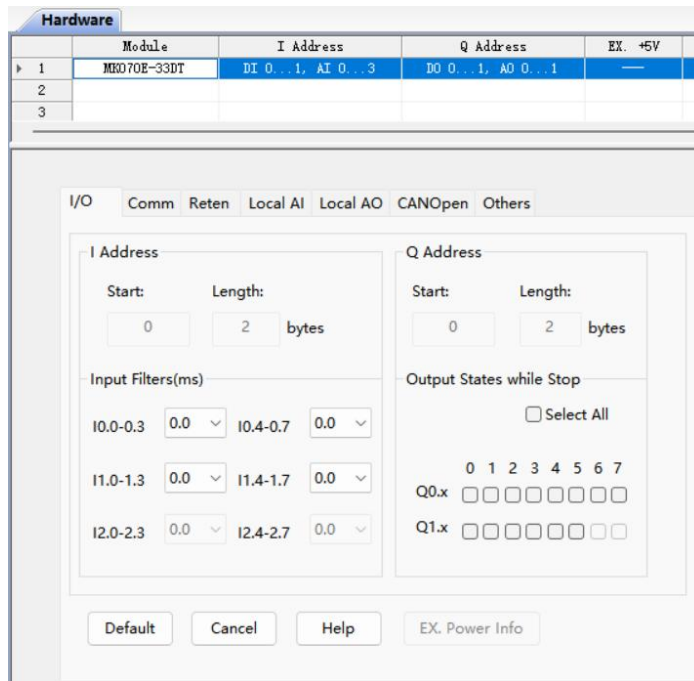 Hardware
Module I Address Q Address EX. +5V
1 MK070E-33DT DI 0...1, AI 0...3 DO 0...1, AO 0...1 ——
2
3
I/O Comm Reten Local AI Local AO CANOpen Others
I Address Q Address
Start: Length: Start: Length:
0 2 bytes 0 2 bytes
Input Filters(ms) Output States while Stop
Select All
I0.0-0.3 0.0 I0.4-0.7 0.0
I1.0-1.3 0.0 I1.4-1.7 0.0
0 1 2 3 4 5 6 7
Q0.x
I2.0-2.3 0.0 I2.4-2.7 0.0
Q1.x
Default Cancel Help EX. Power Info